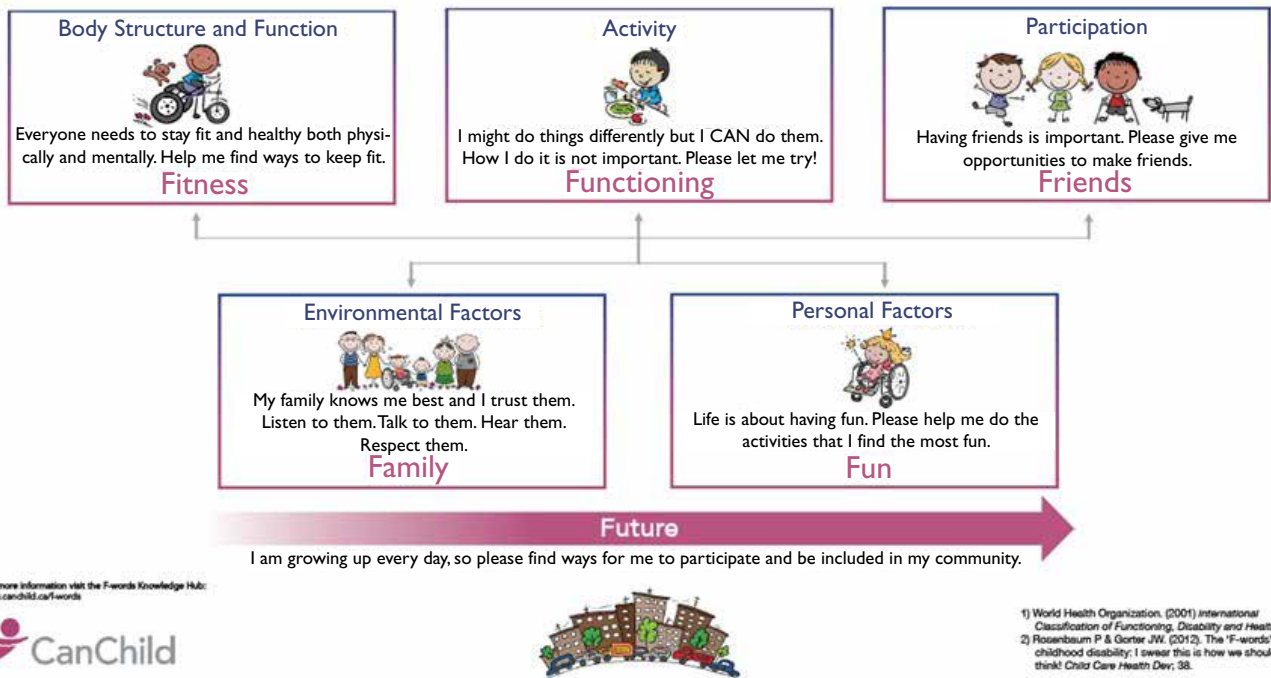 Body Structure and Function
Everyone needs to stay fit and healthy both physi-
cally and mentally. Help me find ways to keep fit.
Fitness
Activity
I might do things differently but I CAN do them.
How I do it is not important. Please let me try!
Functioning
Participation
Having friends is important. Please give me
opportunities to make friends.
Friends
Environmental Factors
My family knows me best and I trust them.
Listen to them. Talk to them. Hear them.
Respect them.
Family
Personal Factors
Life is about having fun. Please help me do the
activities that I find the most fun.
Fun
Future
I am growing up every day, so please find ways for me to participate and be included in my community.
more information visit the F-words Knowledge Hub:
.canchild.ca/f-words
CanChild
1) World Health Organization. (2001) International
Classification of Functioning, Disability and
2) Rosenbaum P & Gorter JW. (2012). The 'F-words'
childhood disability: I swear this is how we
think! Child Care Health Dev; 38.